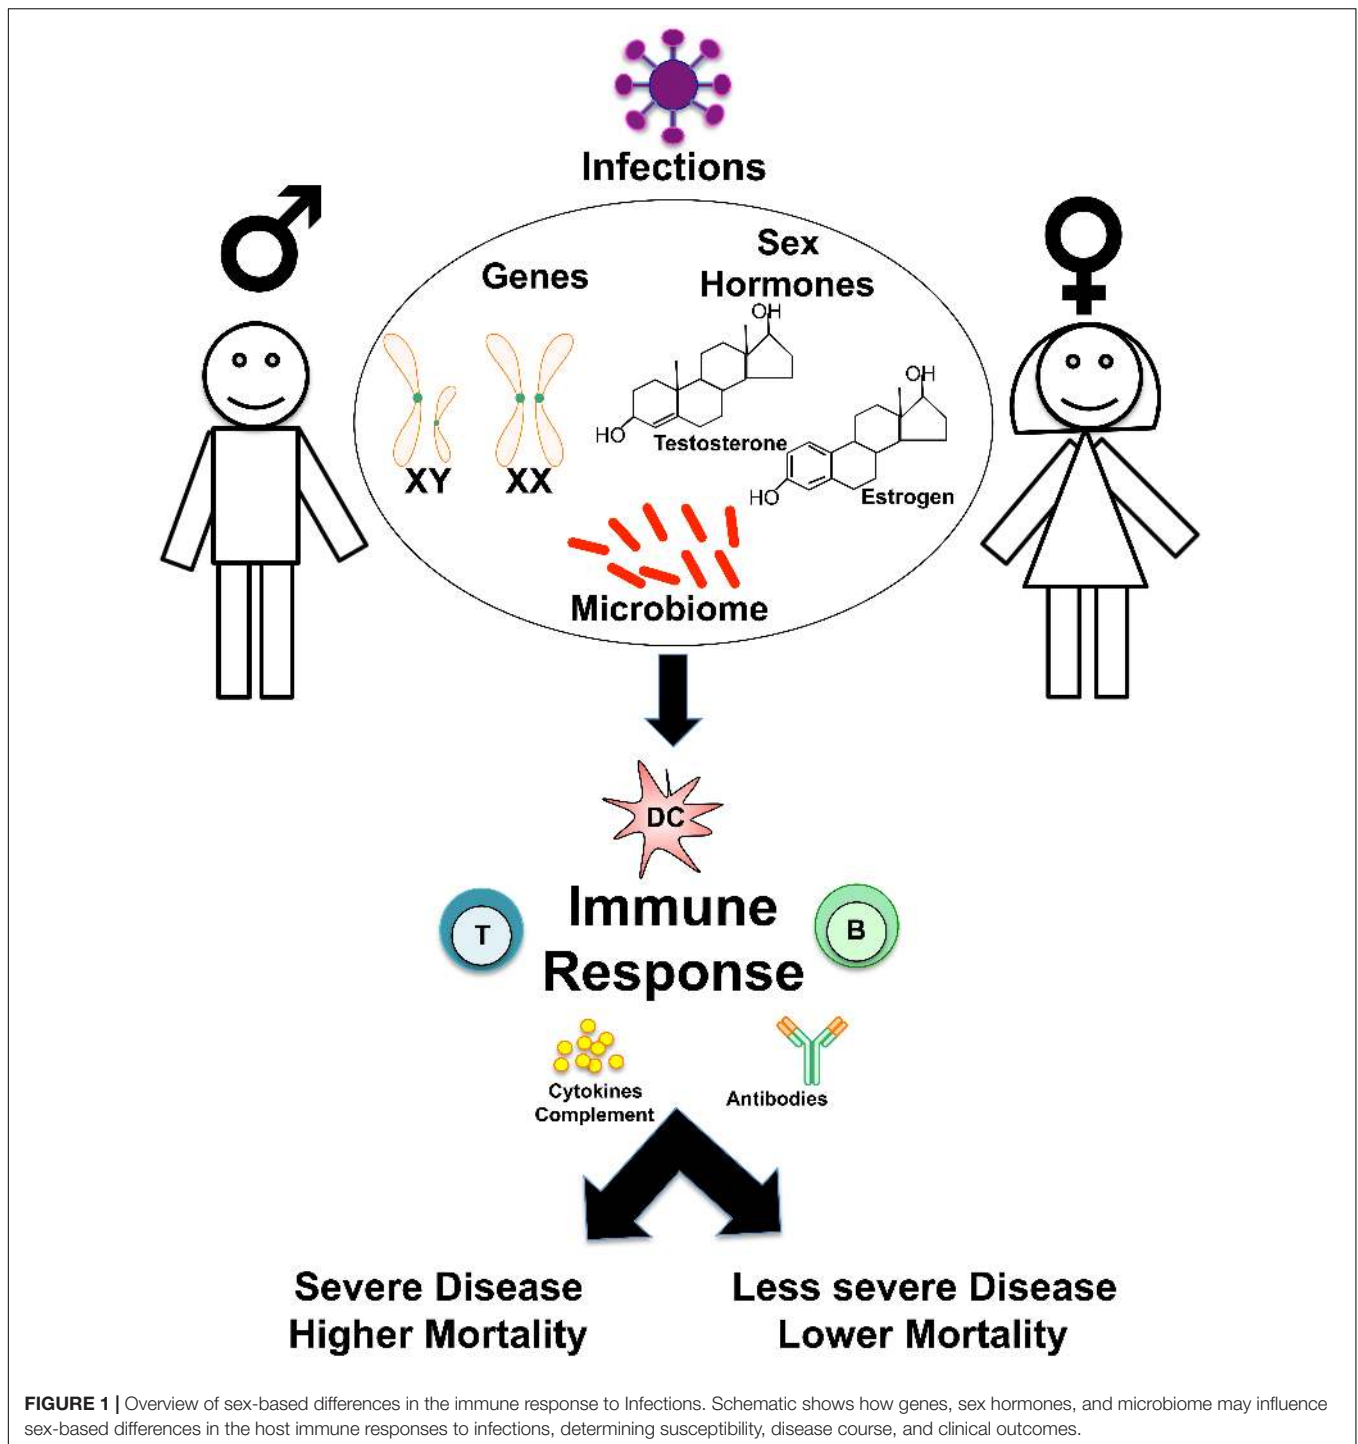 Infections
Genes
Sex
Hormones
OH
HO
Testosterone
OH
HO
Estrogen
XY
XX
Microbiome
DC
T
Immune
Response
B
Cytokines
Complement
Antibodies
Severe Disease
Higher Mortality
Less severe Disease
Lower Mortality
FIGURE 1 | Overview of sex-based differences in the immune response to Infections. Schematic shows how genes, sex hormones, and microbiome may influence
sex-based differences in the host immune responses to infections, determining susceptibility, disease course, and clinical outcomes.